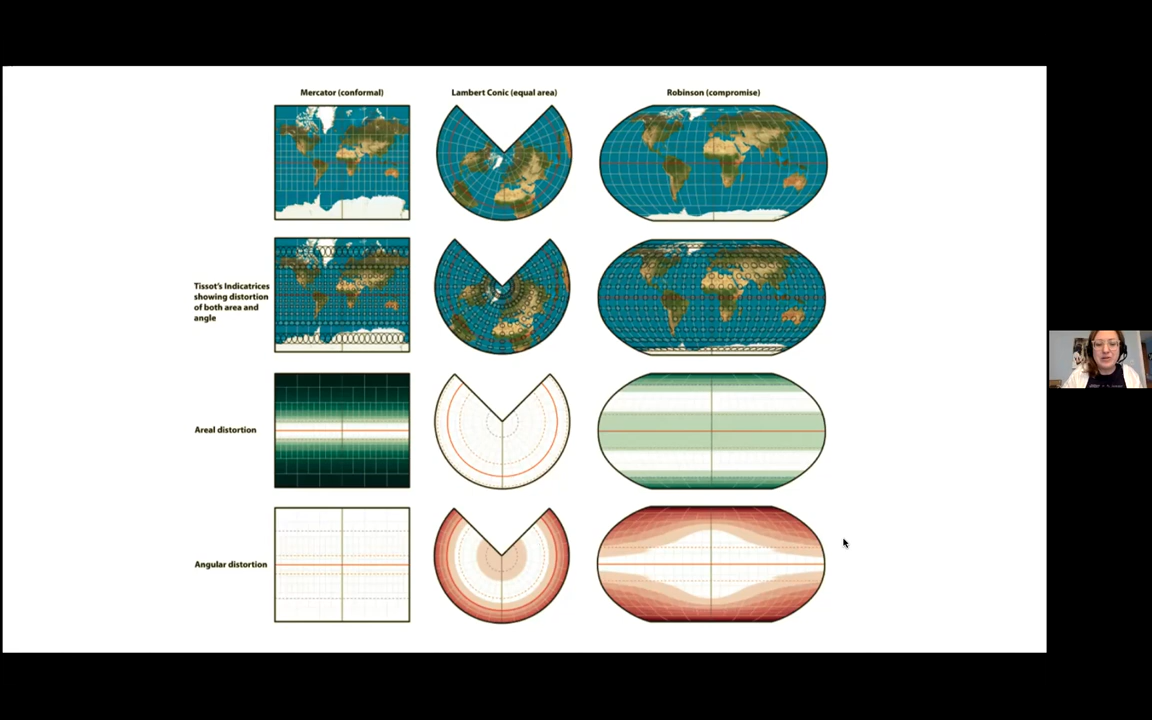 Mercator (conformal)
Lambert Conic (equal area)
Robinson (compromise)
Tissot's Indicatrices
showing distortion
of both area and
angle
Areal distortion
Angular distortion